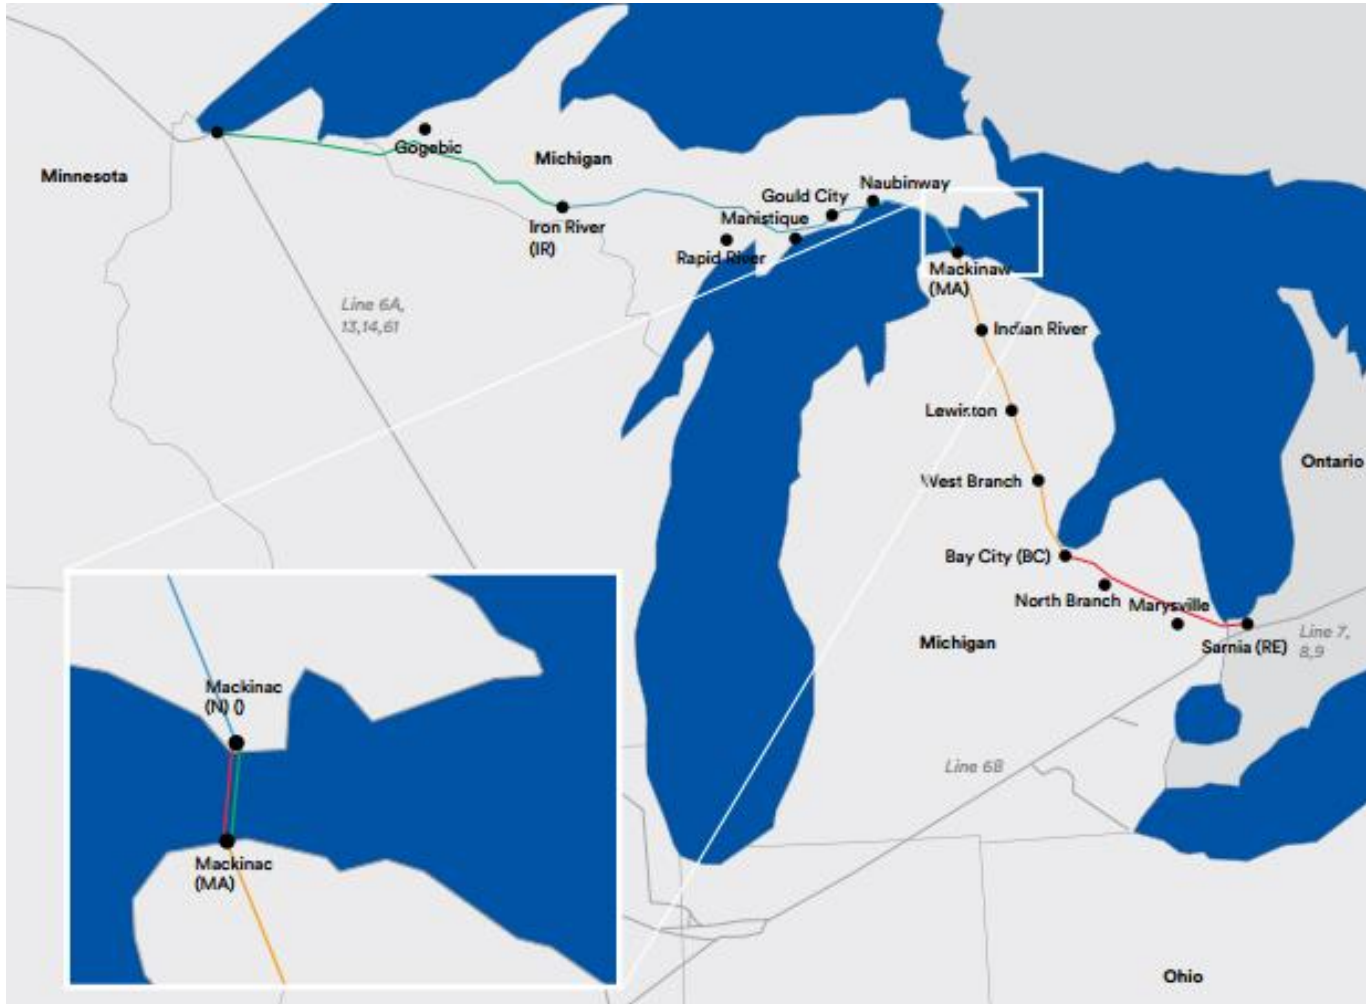 Gogebic
Michigan
Minnesota
Naubinway
Gould City
Manistique
Iron River
(IR)
Rapid River
Mackinaw
(MA)
Line 6A,
13,14,61
Indian River
Lewiston
Ontario
West Branch
Bay City (BC)
North Branch
Marysville
Michigan
Sarnia (RE)
Line 7,
8,9
Mackinac
(N) ()
Line 6B
Mackinac
(MA)
Ohio